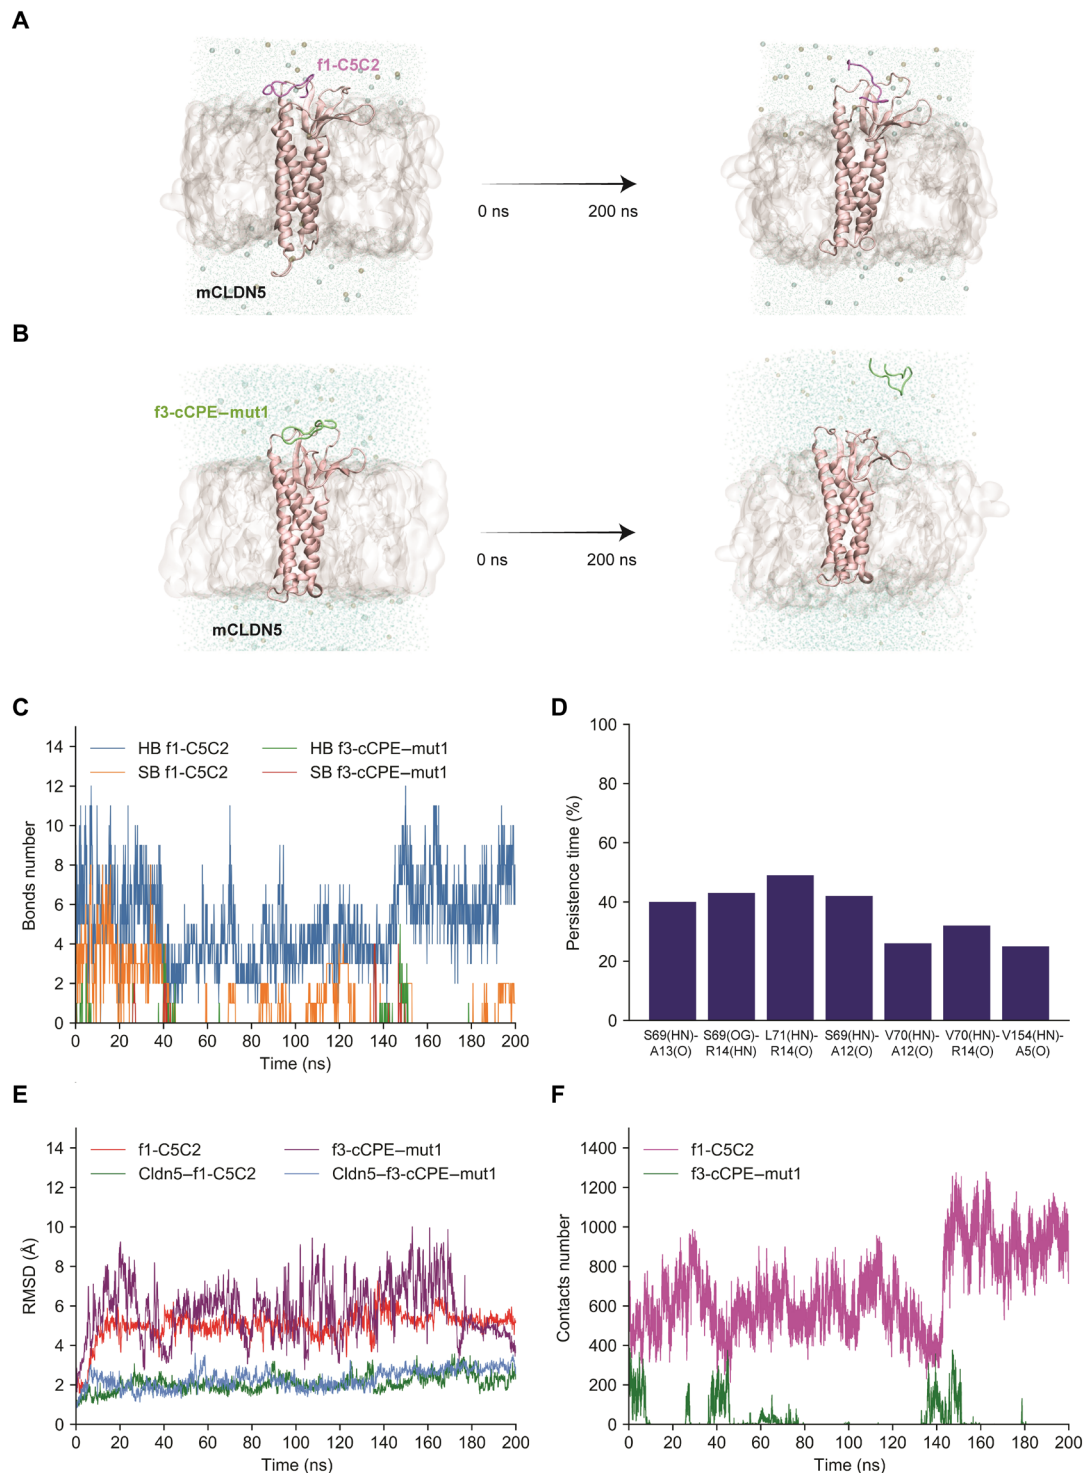 A
f1-C5C2
0 ns 200 ns
mCLDN5
B
f3-cCPE–mut1
0 ns 200 ns
mCLDN5
C
HB f1-C5C2 HB f3-cCPE–mut1
SB f1-C5C2 SB f3-cCPE–mut1
Bonds number
14
12
10
8
6
4
2
0
0 20 40 60 80 100 120 140 160 180 200
Time (ns)
D
Persistence time (%)
100
80
60
40
20
0
S69(HN)- S69(OG)- L71(HN)- S69(HN)- V70(HN)- V70(HN)- V154(HN)-
A13(O) R14(HN) R14(O) A12(O) A12(O) R14(O) A5(O)
E
f1-C5C2 f3-cCPE–mut1
Cldn5–f1-C5C2 Cldn5–f3-cCPE–mut1
RMSD (Å)
14
12
10
8
6
4
2
0
0 20 40 60 80 100 120 140 160 180 200
Time (ns)
F
f1-C5C2
f3-cCPE–mut1
Contacts number
1400
1200
1000
800
600
400
200
0
0 20 40 60 80 100 120 140 160 180 200
Time (ns)